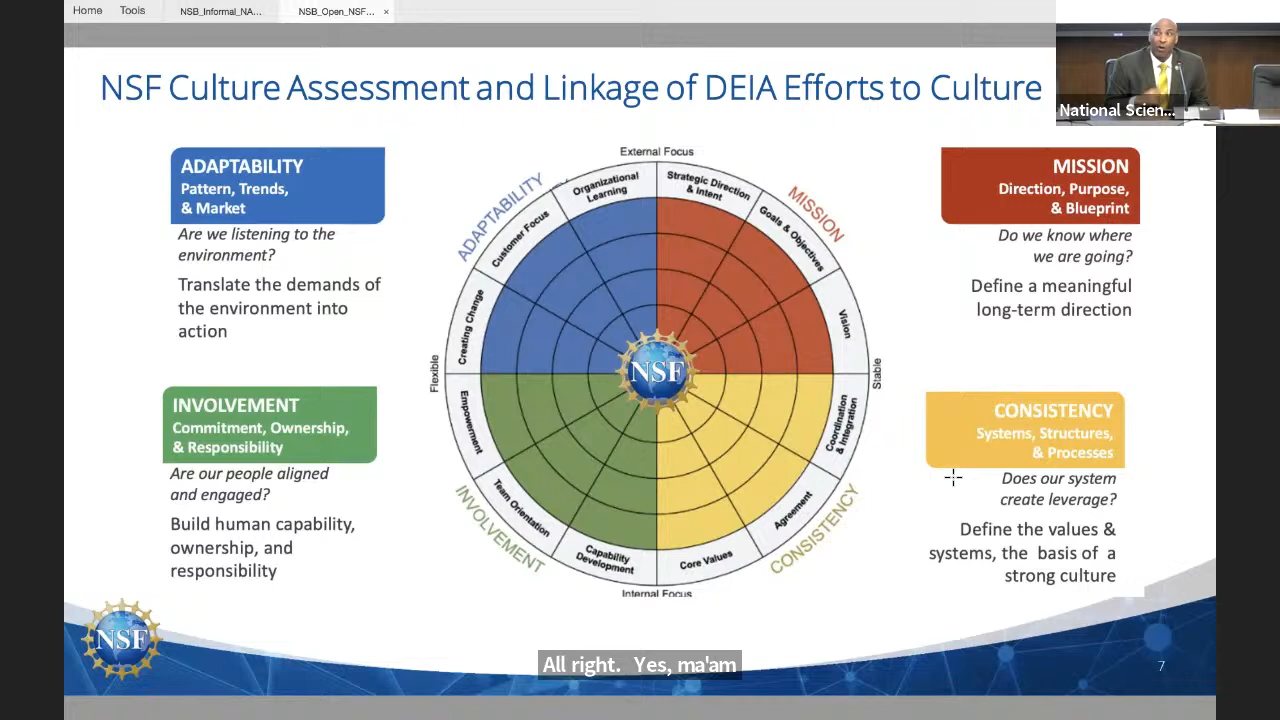 Home
Tools
NSB_Informal_NA...
NSB_Open_NSF...
×
NSF Culture Assessment and Linkage of DEIA Efforts to Culture
National Scien...
ADAPTABILITY
Pattern, Trends,
& Market
Are we listening to the
environment?
Translate the demands of
the environment into
action
INVOLVEMENT
Commitment, Ownership,
& Responsibility
Are our people aligned
and engaged?
Build human capability,
ownership, and
responsibility
External Focus
ADAPTABILITY
MISSION
Organizational
Learning
Strategic Direction
& Intent
Customer Focus
Goals & Objectives
Creating Change
Vision
Flexible
Stable
NSF
Empowerment
Coordination
& Integration
Team Orientation
Agreement
Capability
Development
Core Values
INVOLVEMENT
CONSISTENCY
Internal Focus
MISSION
Direction, Purpose,
& Blueprint
Do we know where
we are going?
Define a meaningful
long-term direction
CONSISTENCY
Systems, Structures,
& Processes
Does our system
create leverage?
Define the values &
systems, the basis of a
strong culture
NSF
All right. Yes, ma'am
7